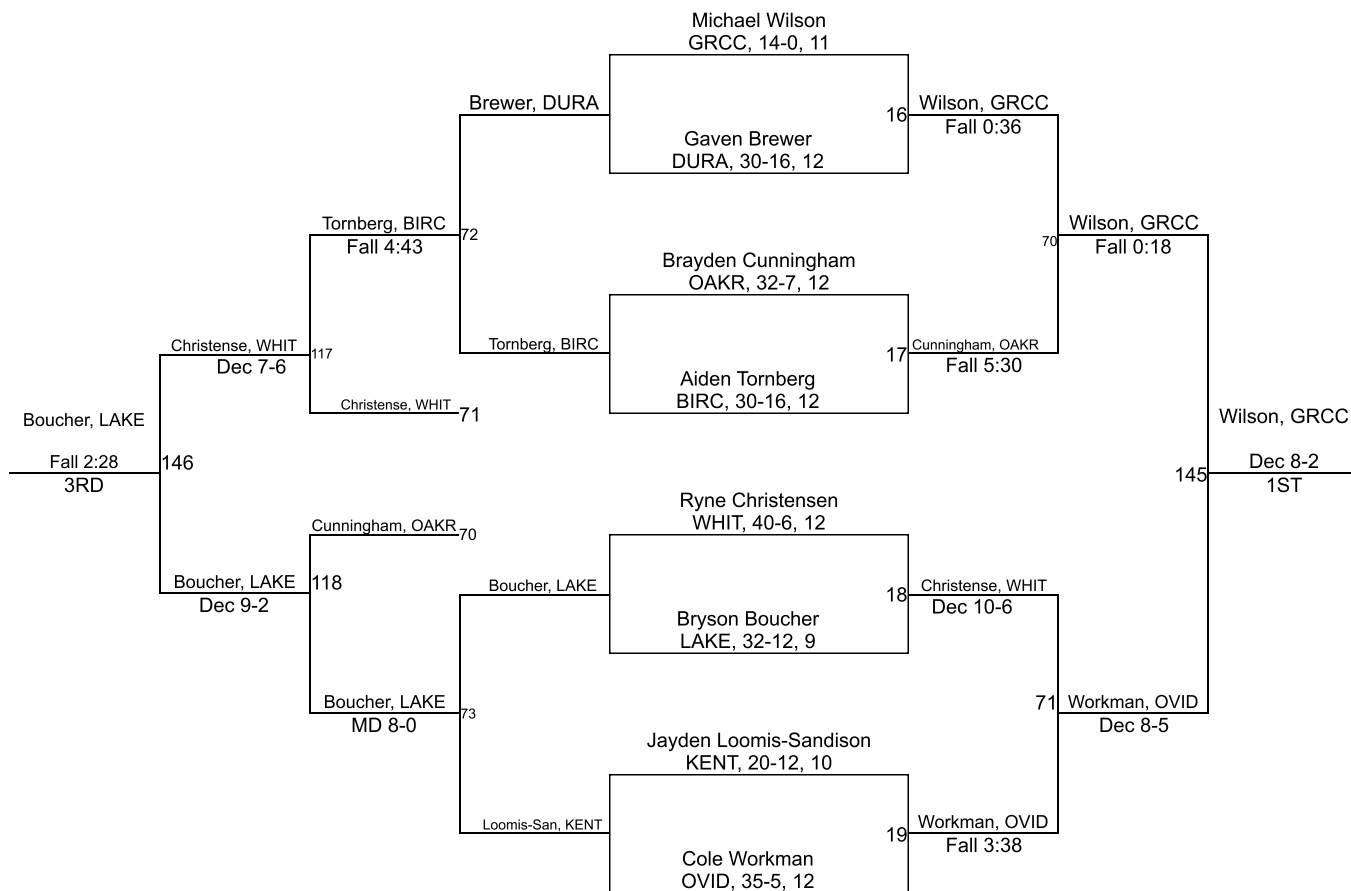 Michael Wilson
GRCC, 14-0, 11
Brewer, DURA
16
Wilson, GRCC
Fall 0:36
Gaven Brewer
DURA, 30-16, 12
Tornberg, BIRC
Fall 4:43
72
70
Wilson, GRCC
Fall 0:18
Brayden Cunningham
OAKR, 32-7, 12
Tornberg, BIRC
17
Cunningham, OAKR
Fall 5:30
Christense, WHIT
Dec 7-6
117
Aiden Tornberg
BIRC, 30-16, 12
Christense, WHIT
71
Boucher, LAKE
Fall 2:28
3RD
146
Wilson, GRCC
145
Dec 8-2
1ST
Ryne Christensen
WHIT, 40-6, 12
Cunningham, OAKR
70
Boucher, LAKE
Dec 9-2
118
Boucher, LAKE
18
Christense, WHIT
Dec 10-6
Bryson Boucher
LAKE, 32-12, 9
Boucher, LAKE
MD 8-0
73
71
Workman, OVID
Dec 8-5
Jayden Loomis-Sandison
KENT, 20-12, 10
Loomis-San, KENT
19
Workman, OVID
Fall 3:38
Cole Workman
OVID, 35-5, 12